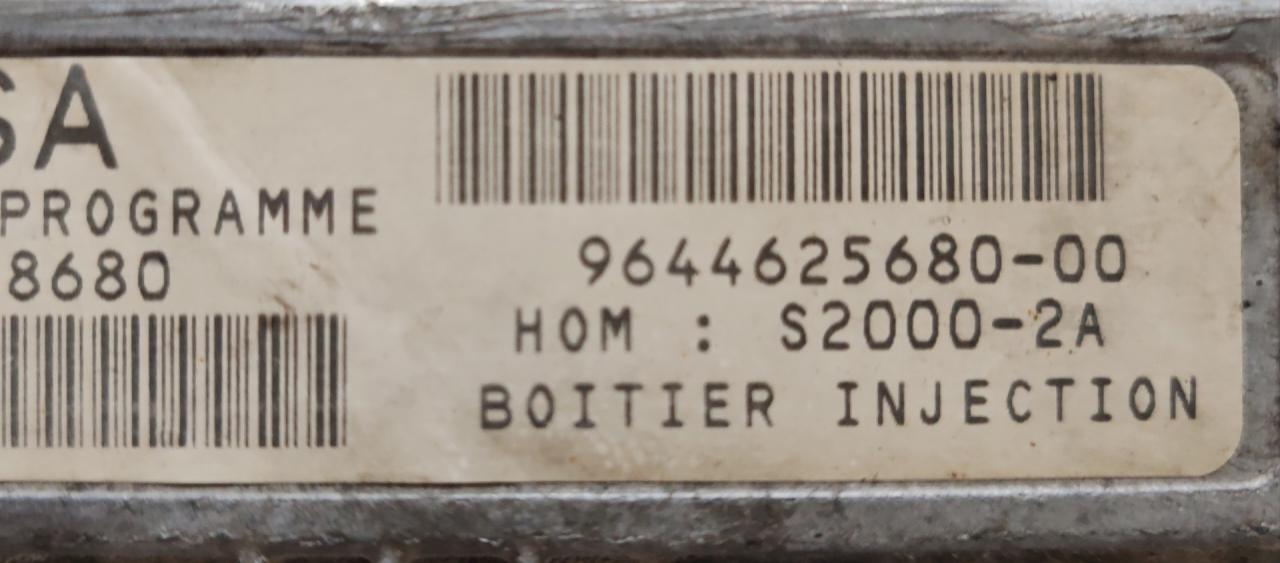 SA
PROGRAMME
8680
9644625680-00
HOM : S2000-2A
BOITIER INJECTION